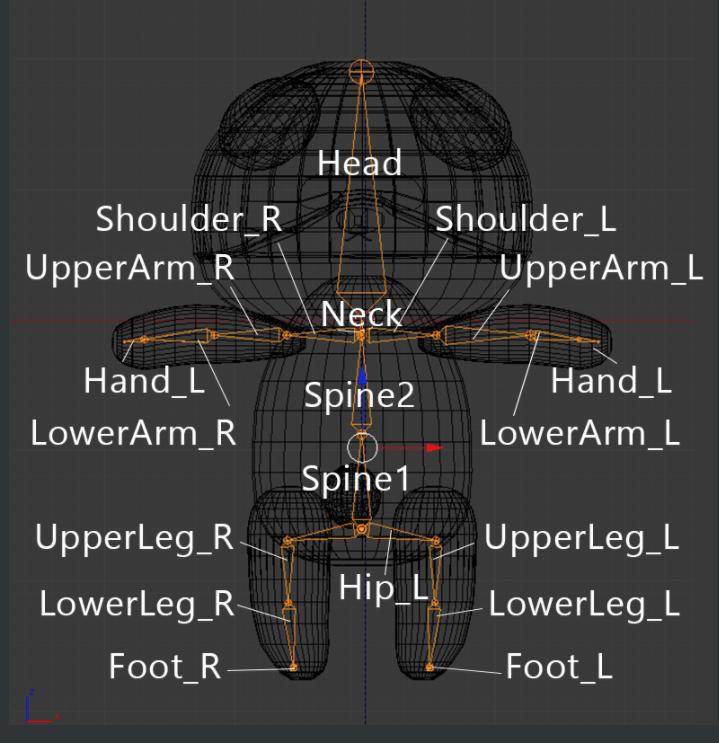 Head
Shoulder_R
Shoulder_L
UpperArm_R
UpperArm_L
Neck
Hand_L
Hand_L
Spine2
LowerArm_R
LowerArm_L
Spine1
UpperLeg_R
UpperLeg_L
Hip_L
LowerLeg_R
LowerLeg_L
Foot_R
Foot_L
z
x